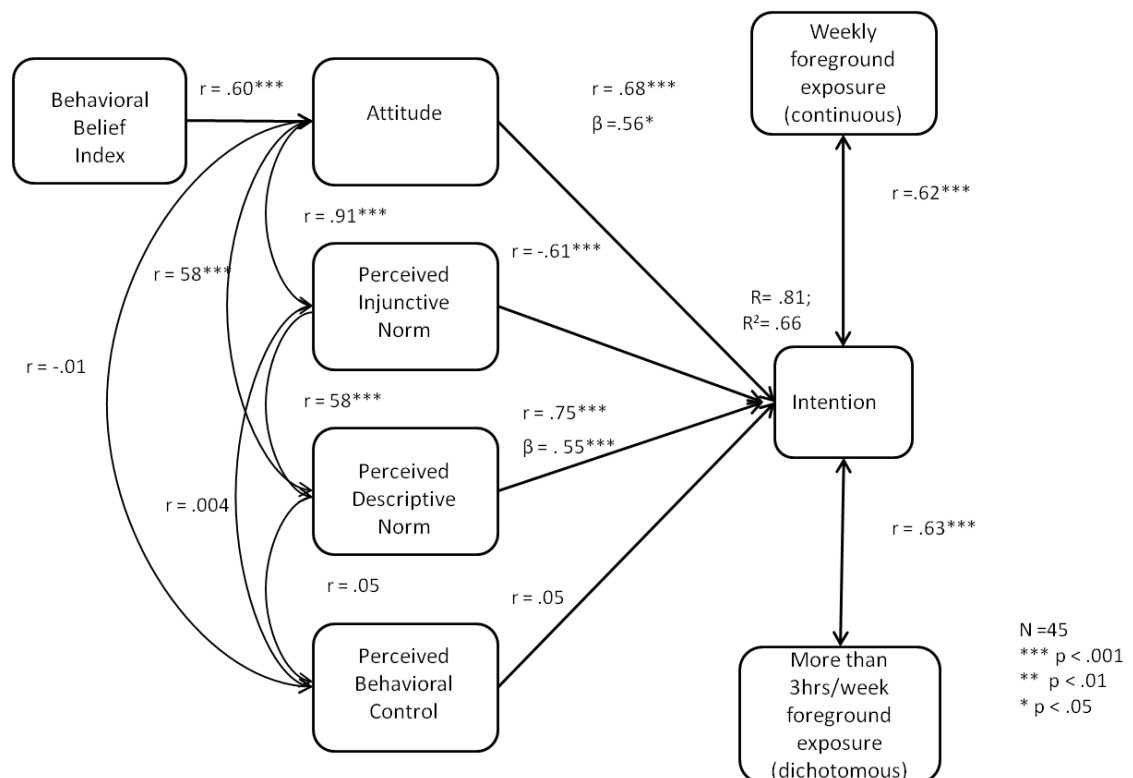 Behavioral
Belief
Index
r = .60***
Attitude
r = .68***
β =.56*
Weekly
foreground
exposure
(continuous)
r =.62***
r = .91***
r = 58***
Perceived
Injunctive
Norm
r = -.61***
R= .81;
R²= .66
r = -.01
Intention
r = 58***
r = .75***
β = . 55***
r = .004
Perceived
Descriptive
Norm
r = .63***
r = .05
r = .05
Perceived
Behavioral
Control
More than
3hrs/week
foreground
exposure
(dichotomous)
N =45
*** p < .001
** p < .01
* p < .05